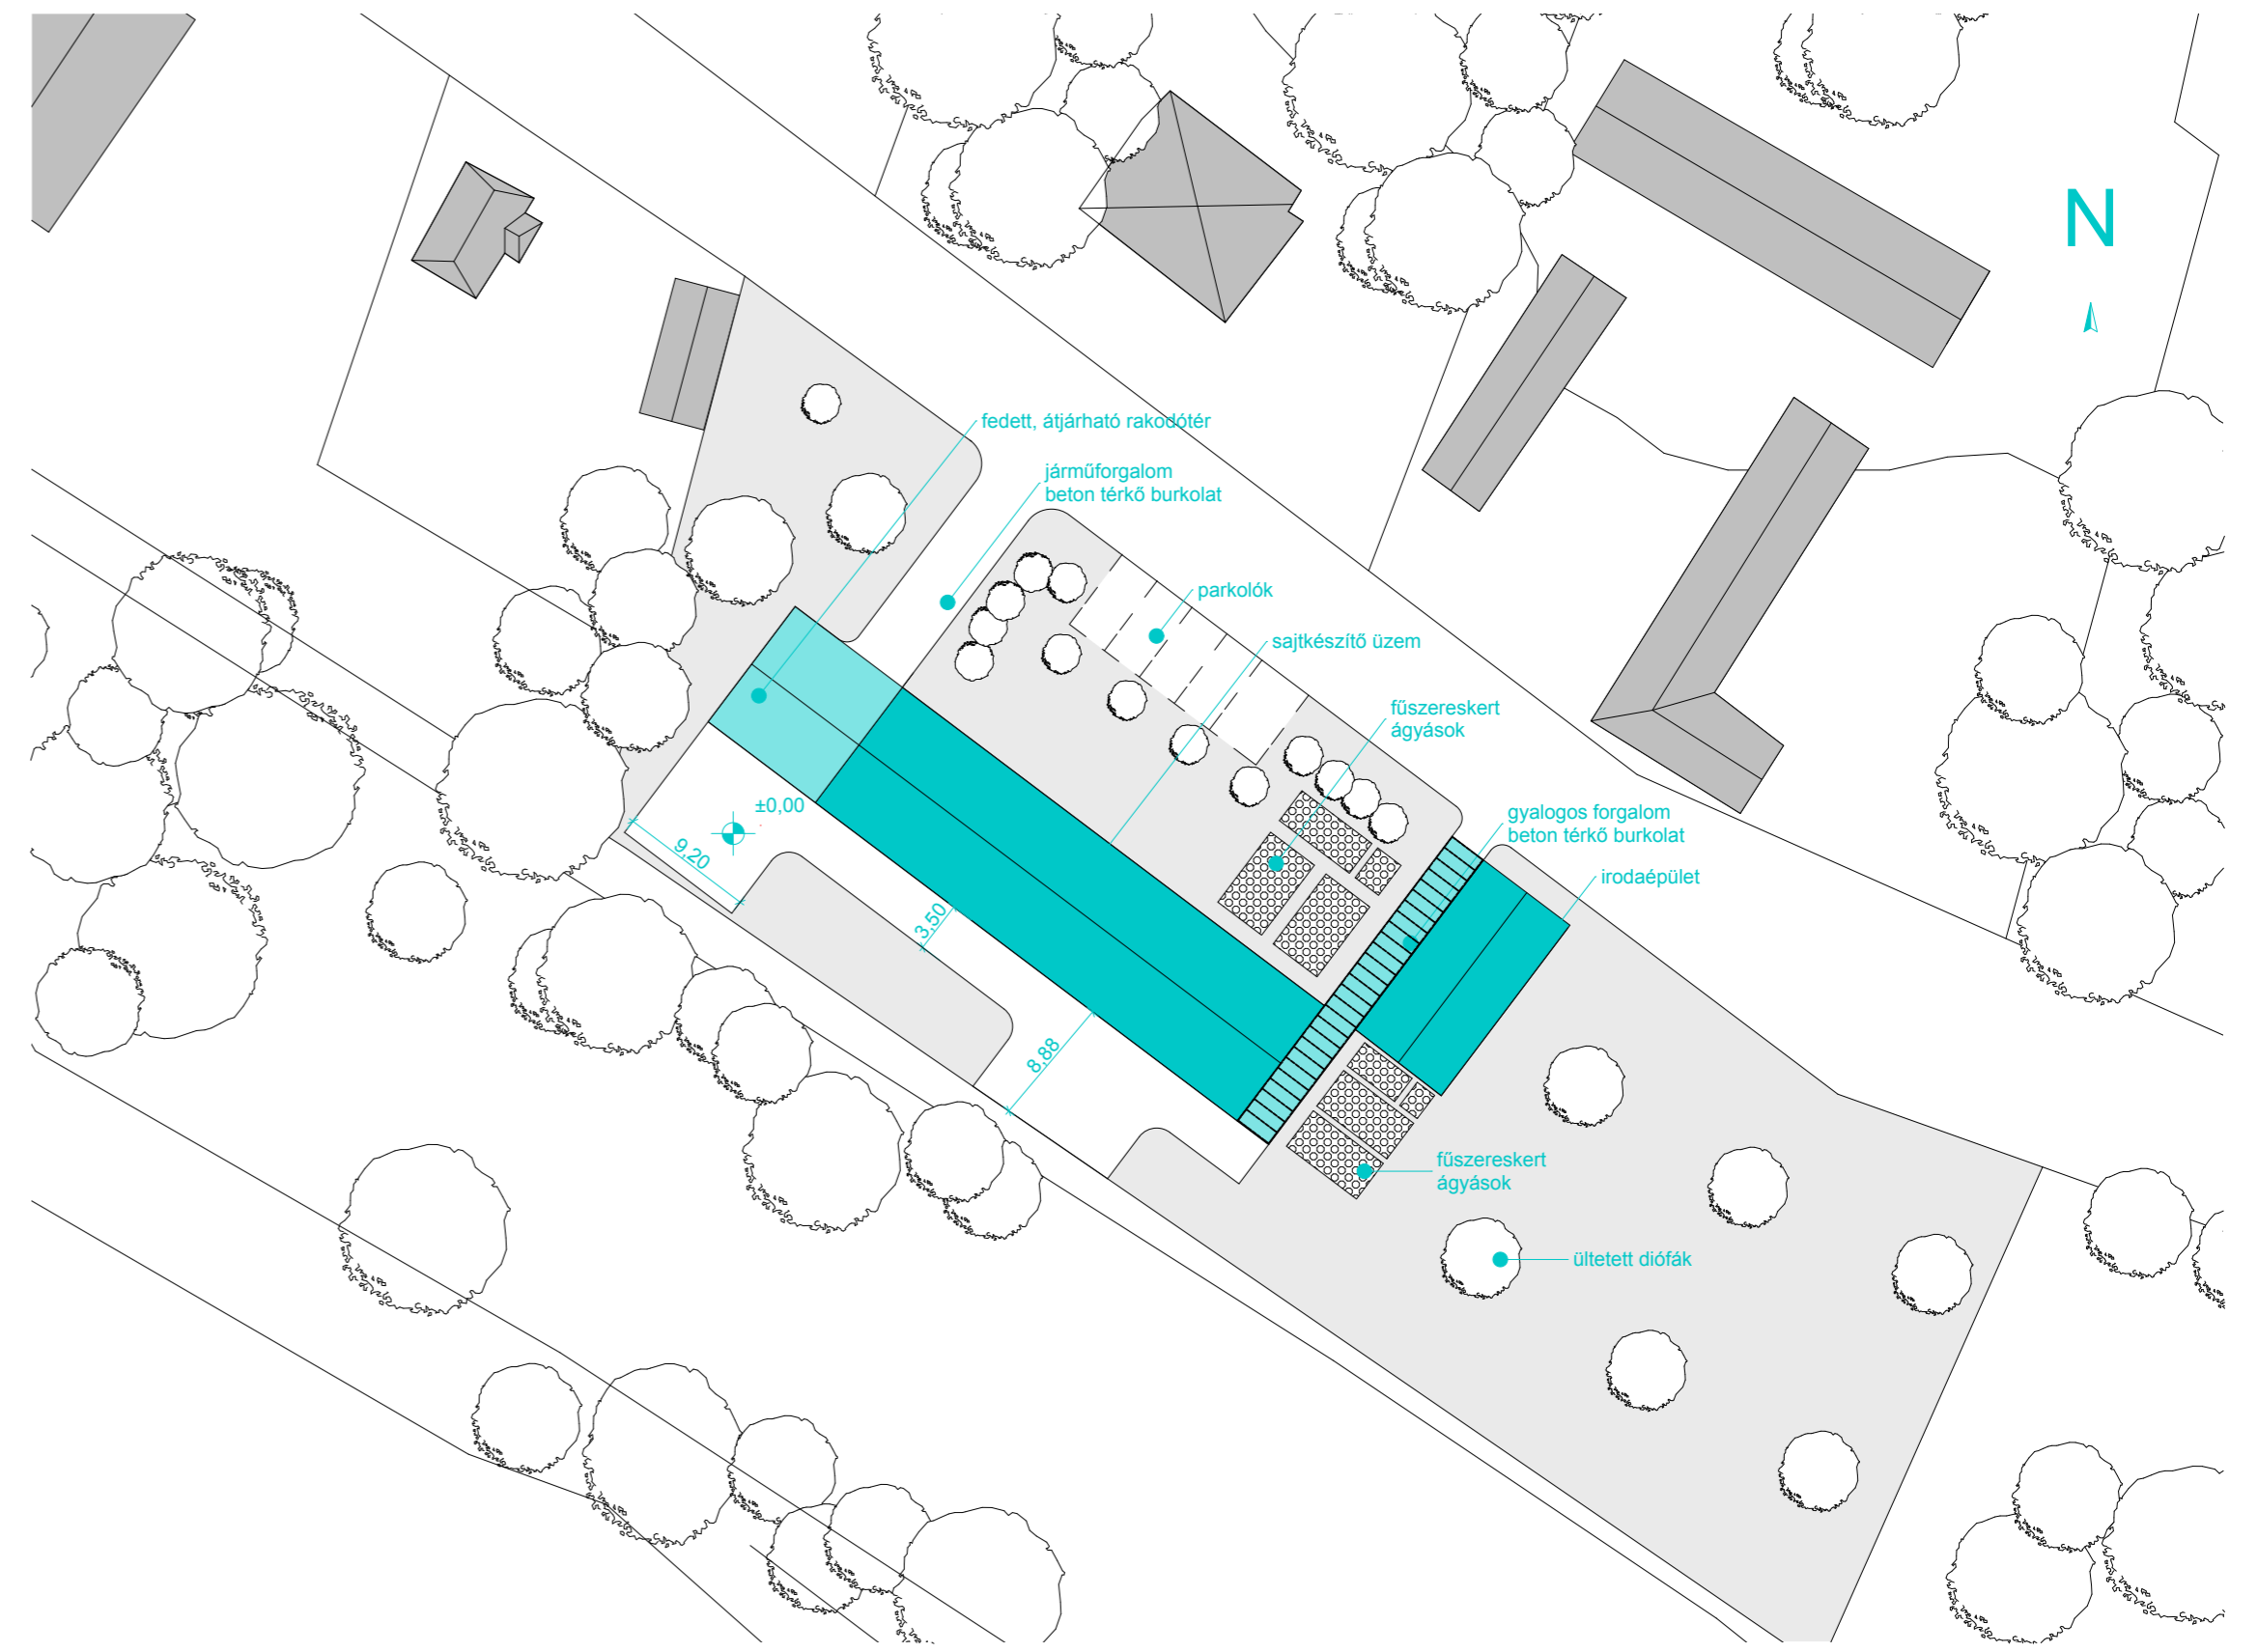 N
fedett, átjárható rakodótér
járműforgalom
beton térkő burkolat
parkolók
sajtkészítő üzem
fűszereskert
ágyások
±0,00
gyalogos forgalom
beton térkő burkolat
9,20
irodaépület
3,50
8,88
fűszereskert
ágyások
ültetett diófák